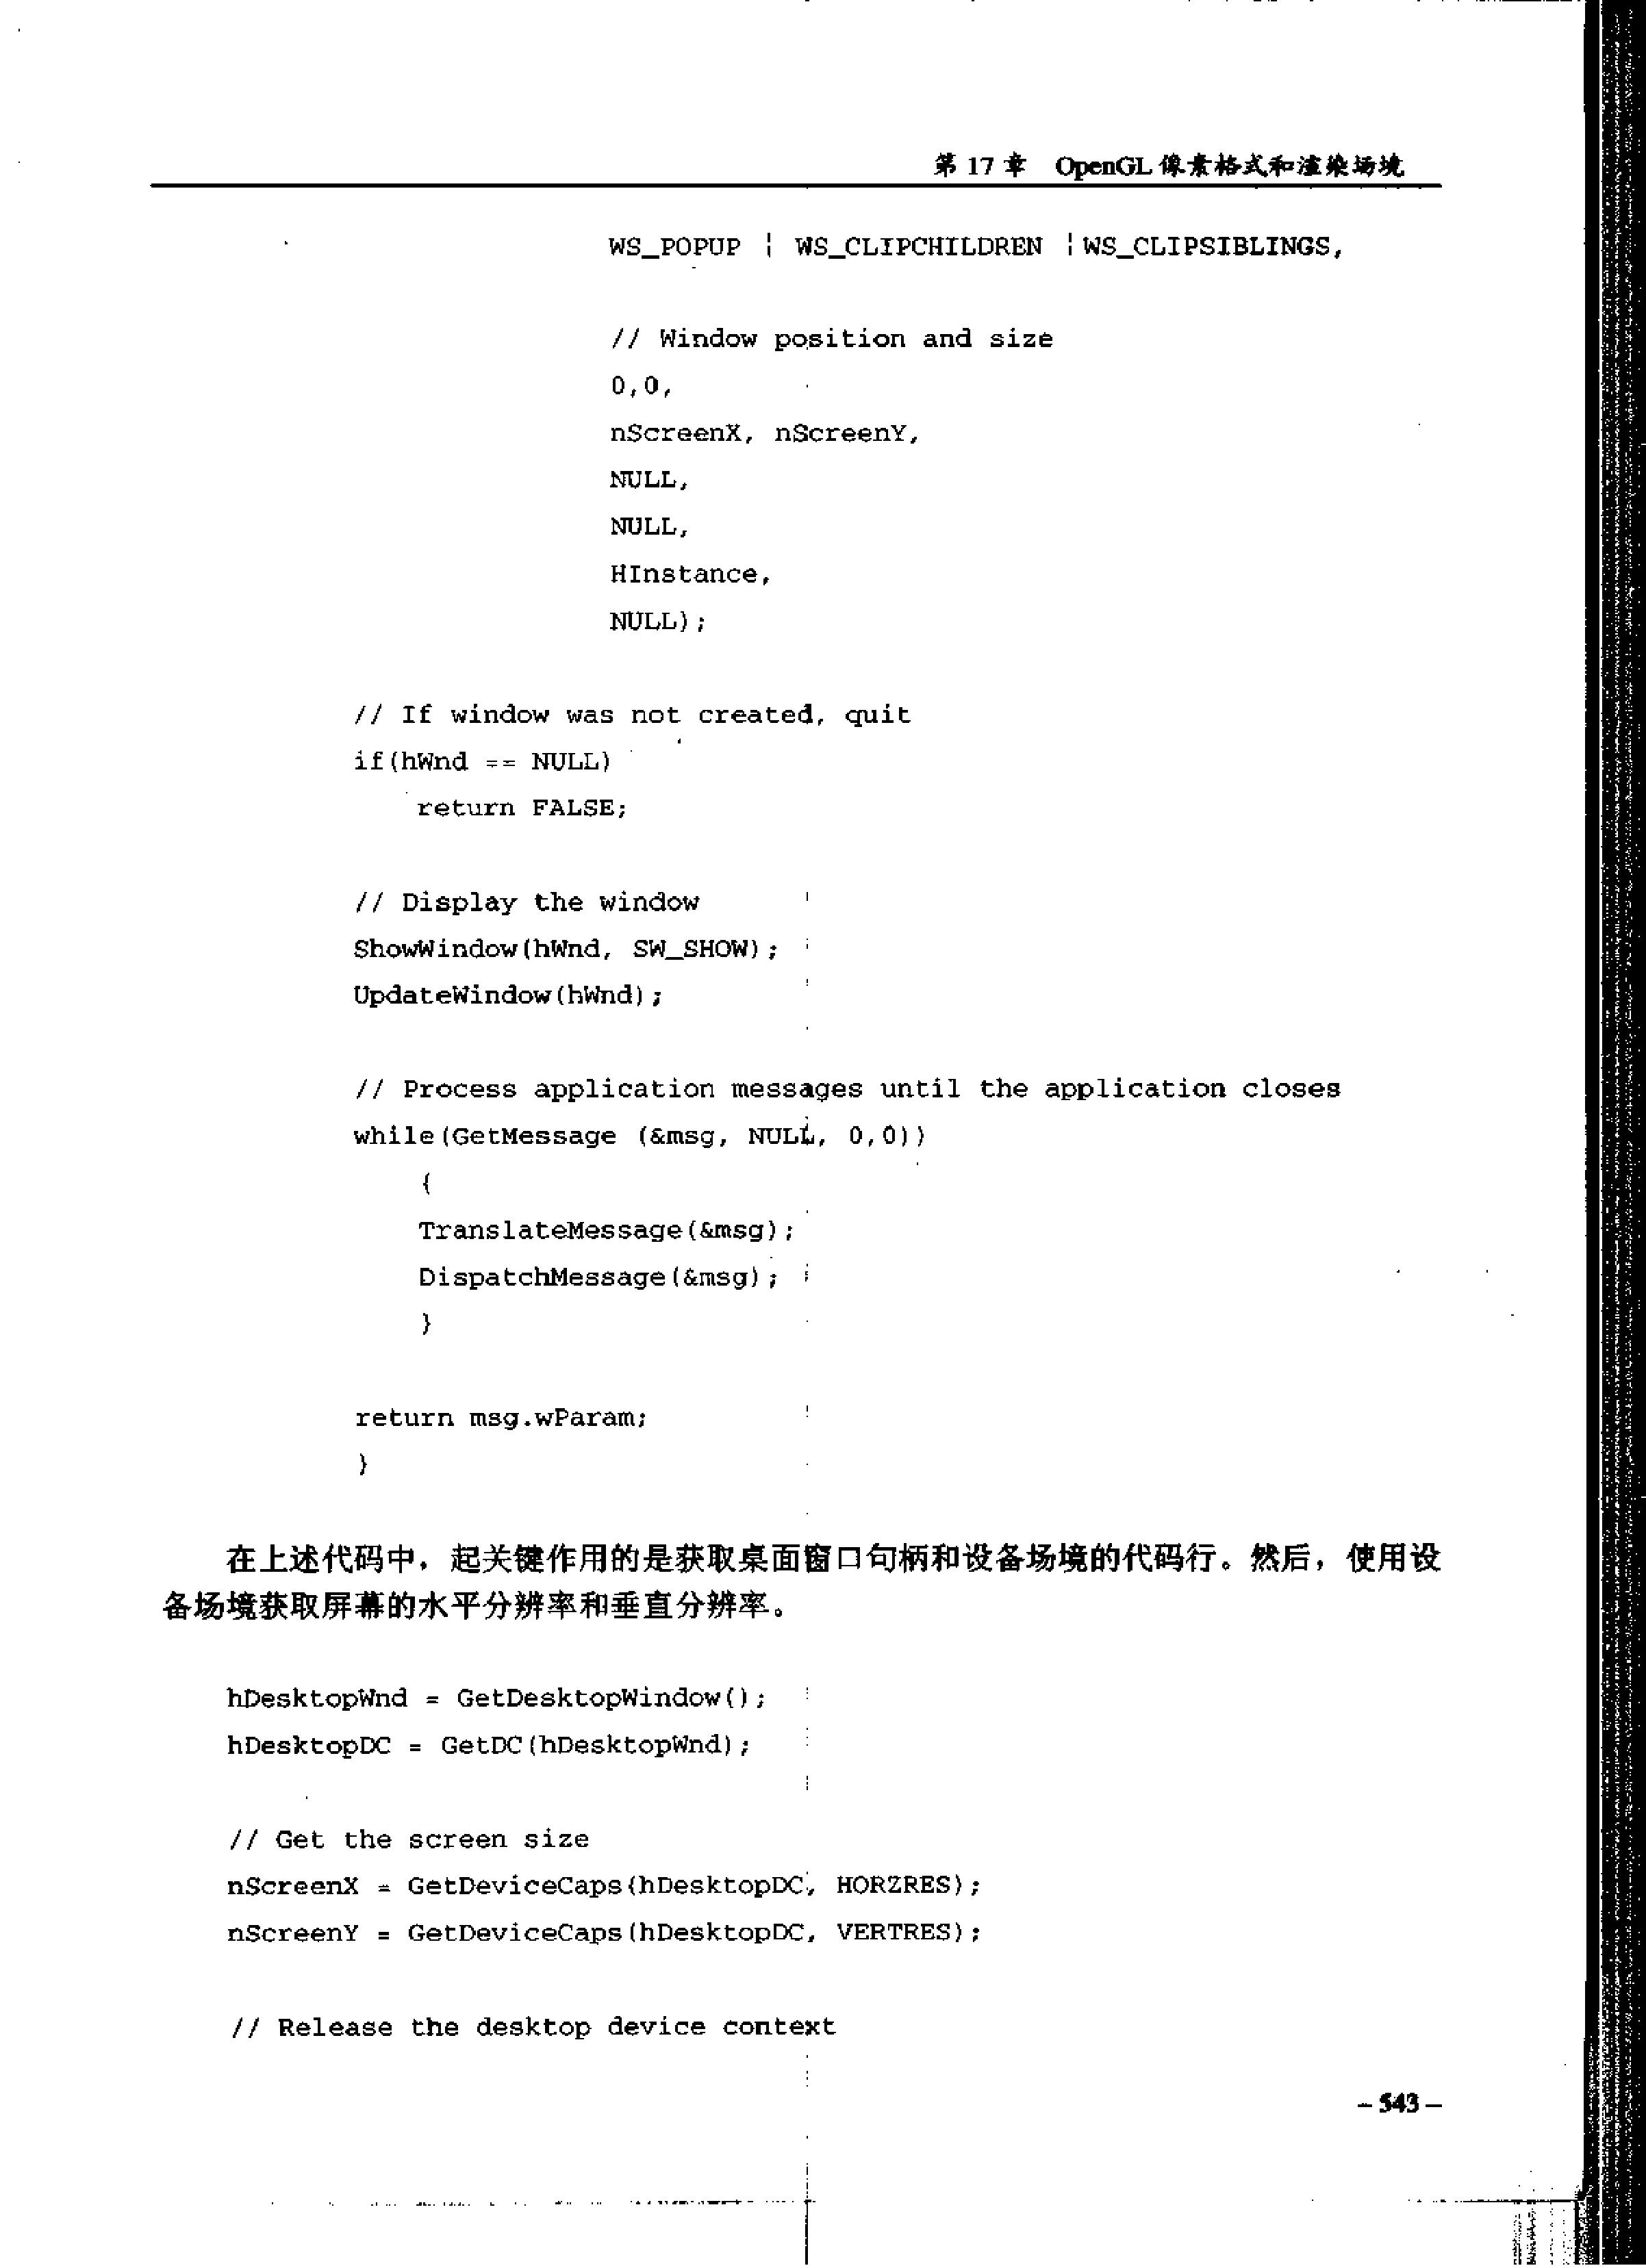 第 17 章 OpenGL 像素格式和渲染场境
WS_POPUP | WS_CLIPCHILDREN |WS_CLIPSIBLINGS,
// Window position and size
0,0,
nScreenX, nScreenY,
NULL,
NULL,
HInstance,
NULL);
// If window was not created, quit
if(hWnd == NULL)
return FALSE;
// Display the window
ShowWindow(hWnd, SW_SHOW);
UpdateWindow(hWnd);
// Process application messages until the application closes
while(GetMessage (&msg, NULL, 0,0))
{
TranslateMessage(&msg);
DispatchMessage(&msg);
}
return msg.wParam;
}
在上述代码中，起关键作用的是获取桌面窗口句柄和设备场境的代码行。然后，使用设
备场境获取屏幕的水平分辨率和垂直分辨率。
hDesktopWnd = GetDesktopWindow();
hDesktopDC = GetDC(hDesktopWnd);
// Get the screen size
nScreenX = GetDeviceCaps(hDesktopDC, HORZRES);
nScreenY = GetDeviceCaps(hDesktopDC, VERTRES);
// Release the desktop device context
– 543 –